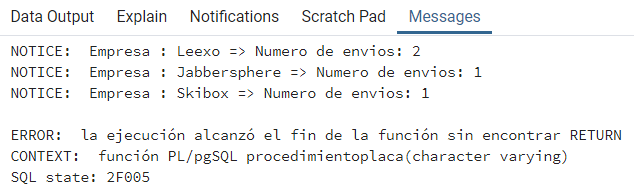 Data Output Explain Notifications Scratch Pad Messages
NOTICE: Empresa : Leexo => Numero de envios: 2
NOTICE: Empresa : Jabbersphere => Numero de envios: 1
NOTICE: Empresa : Skibox => Numero de envios: 1
ERROR: la ejecución alcanzó el fin de la función sin encontrar RETURN
CONTEXT: función PL/pgSQL procedimientoplaca(character varying)
SQL state: 2F005